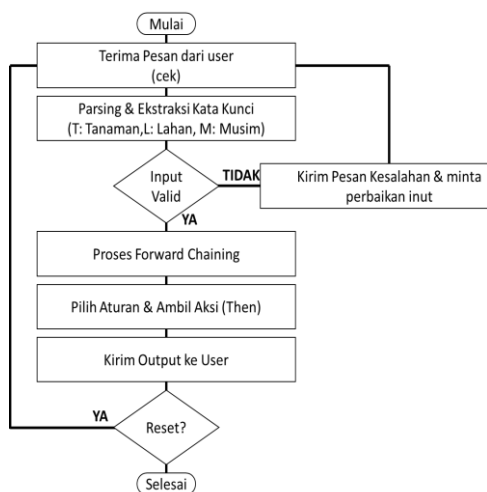 Mulai
Terima Pesan dari user
(cek)
Parsing & Ekstraksi Kata Kunci
(T: Tanaman,L: Lahan, M: Musim)
Input
Valid
TIDAK
Kirim Pesan Kesalahan & minta
perbaikan inut
YA
Proses Forward Chaining
Pilih Aturan & Ambil Aksi (Then)
Kirim Output ke User
YA
Reset?
Selesai